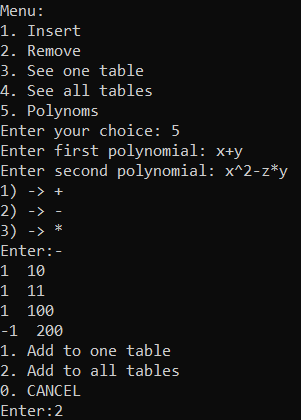 Menu:
1. Insert
2. Remove
3. See one table
4. See all tables
5. Polynoms
Enter your choice: 5
Enter first polynomial: x+y
Enter second polynomial: x^2-z*y
1) -> +
2) -> -
3) -> *
Enter:-
1  10
1  11
1  100
-1  200
1. Add to one table
2. Add to all tables
0. CANCEL
Enter:2